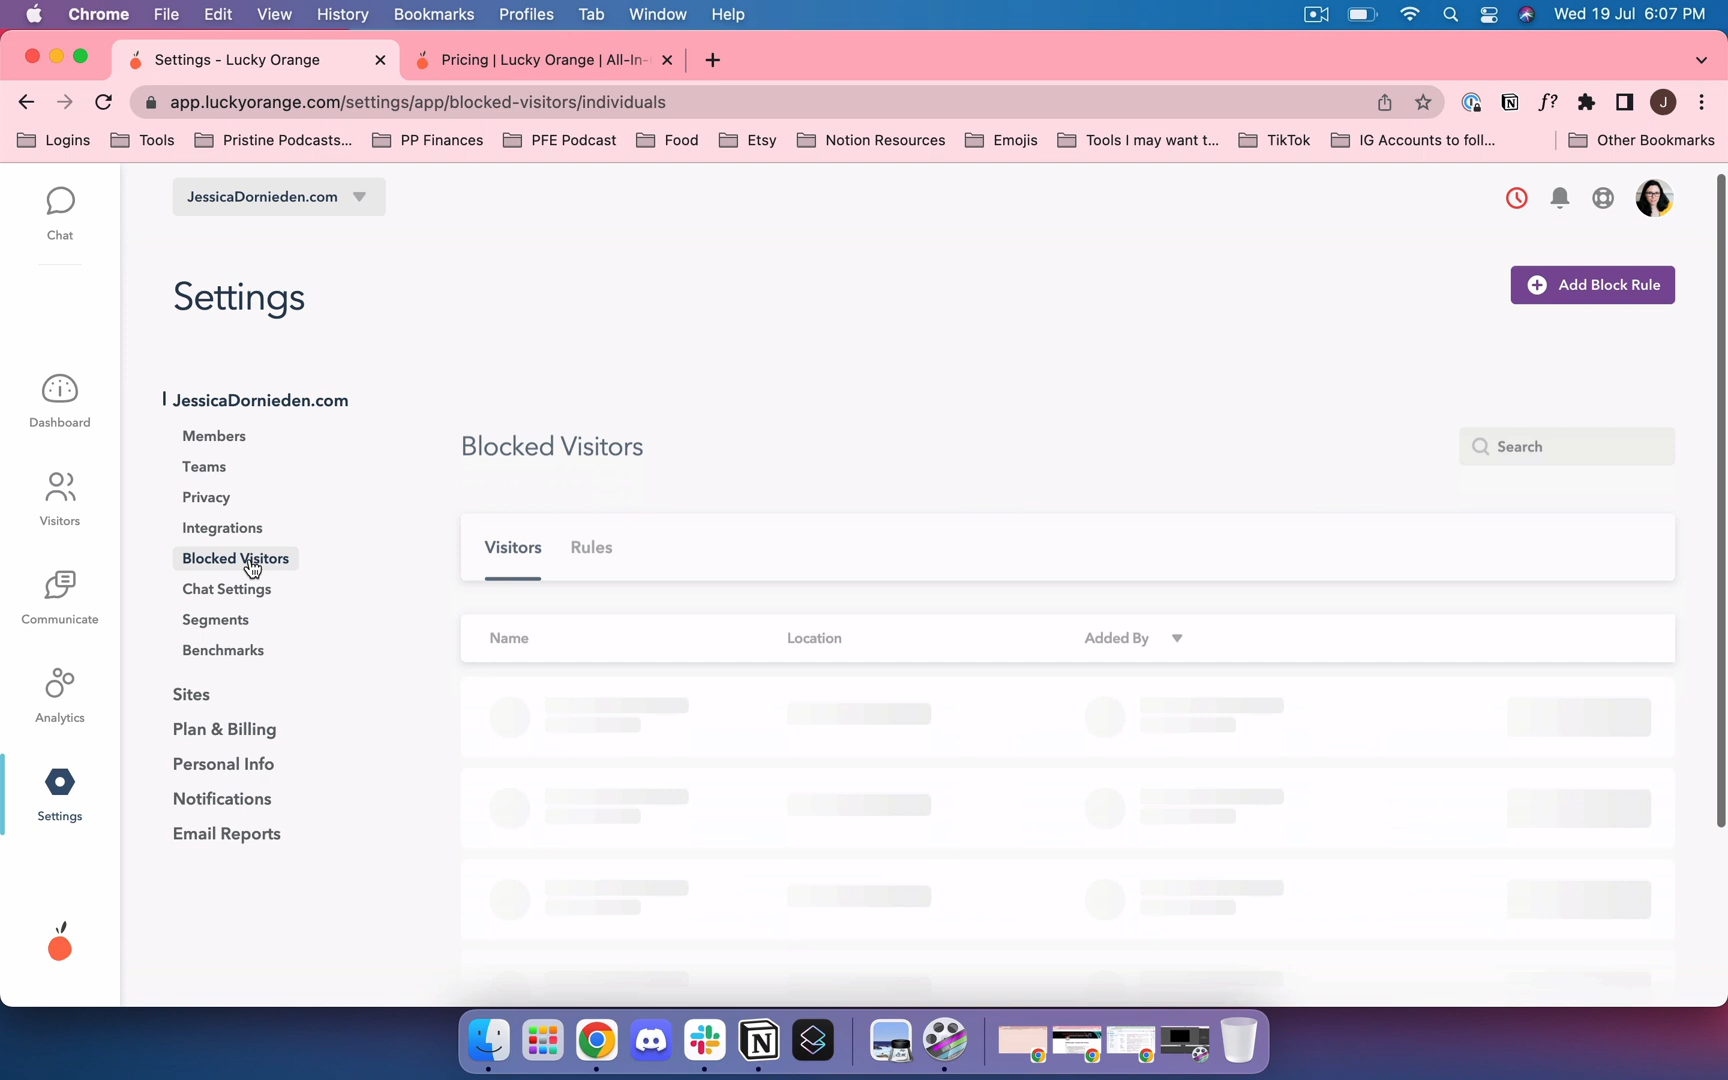 Chrome File Edit View History Bookmarks Profiles Tab Window Help Wed 19 Jul 6:07 PM
Settings - Lucky Orange Pricing | Lucky Orange | All-In-
app.luckyorange.com/settings/app/blocked-visitors/individuals f? J
Logins Tools Pristine Podcasts... PP Finances PFE Podcast Food Etsy Notion Resources Emojis Tools I may want t... TikTok IG Accounts to foll... Other Bookmarks
JessicaDornieden.com
Chat
Settings
Add Block Rule
Dashboard
Visitors
Communicate
Analytics
Settings
JessicaDornieden.com
Members
Teams
Privacy
Integrations
Blocked Visitors
Chat Settings
Segments
Benchmarks
Sites
Plan & Billing
Personal Info
Notifications
Email Reports
Blocked Visitors
Search
Visitors Rules
Name Location Added By